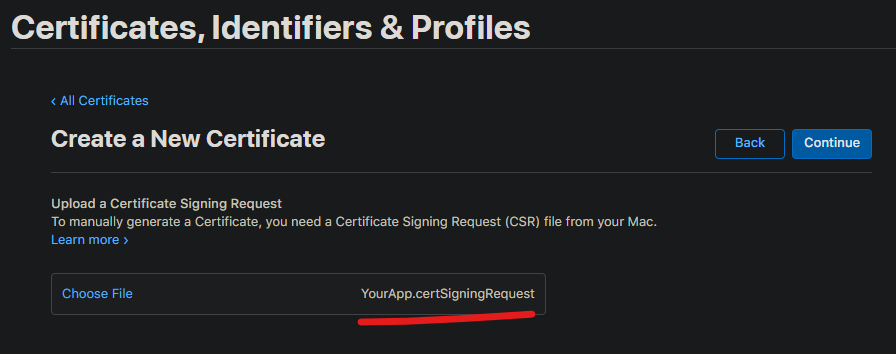 Certificates, Identifiers & Profiles
‹ All Certificates
Create a New Certificate
Back
Continue
Upload a Certificate Signing Request
To manually generate a Certificate, you need a Certificate Signing Request (CSR) file from your Mac.
Learn more ›
Choose File
YourApp.certSigningRequest